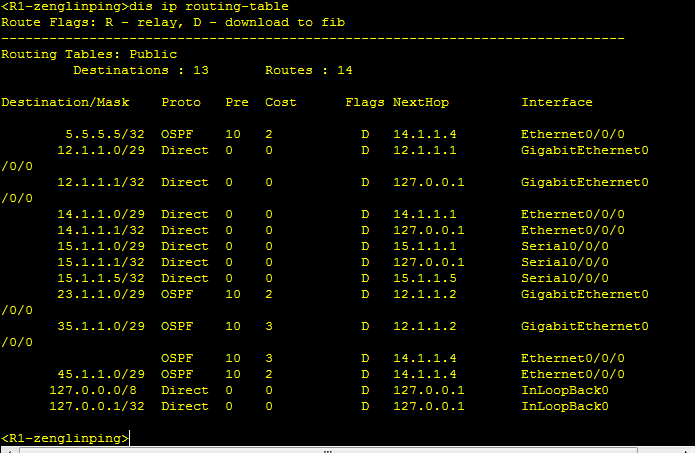 <R1-zenglinping>dis ip routing-table
Route Flags: R - relay, D - download to fib
------------------------------------------------------------------------------
Routing Tables: Public
         Destinations : 13       Routes : 14

Destination/Mask    Proto   Pre  Cost      Flags NextHop         Interface

        5.5.5.5/32  OSPF    10   2           D   14.1.1.4        Ethernet0/0/0
       12.1.1.0/29  Direct  0    0           D   12.1.1.1        GigabitEthernet0
/0/0
       12.1.1.1/32  Direct  0    0           D   127.0.0.1       GigabitEthernet0
/0/0
       14.1.1.0/29  Direct  0    0           D   14.1.1.1        Ethernet0/0/0
       14.1.1.1/32  Direct  0    0           D   127.0.0.1       Ethernet0/0/0
       15.1.1.0/29  Direct  0    0           D   15.1.1.1        Serial0/0/0
       15.1.1.1/32  Direct  0    0           D   127.0.0.1       Serial0/0/0
       15.1.1.5/32  Direct  0    0           D   15.1.1.5        Serial0/0/0
       23.1.1.0/29  OSPF    10   2           D   12.1.1.2        GigabitEthernet0
/0/0
       35.1.1.0/29  OSPF    10   3           D   12.1.1.2        GigabitEthernet0
/0/0
                    OSPF    10   3           D   14.1.1.4        Ethernet0/0/0
       45.1.1.0/29  OSPF    10   2           D   14.1.1.4        Ethernet0/0/0
      127.0.0.0/8   Direct  0    0           D   127.0.0.1       InLoopBack0
      127.0.0.1/32  Direct  0    0           D   127.0.0.1       InLoopBack0

<R1-zenglinping>